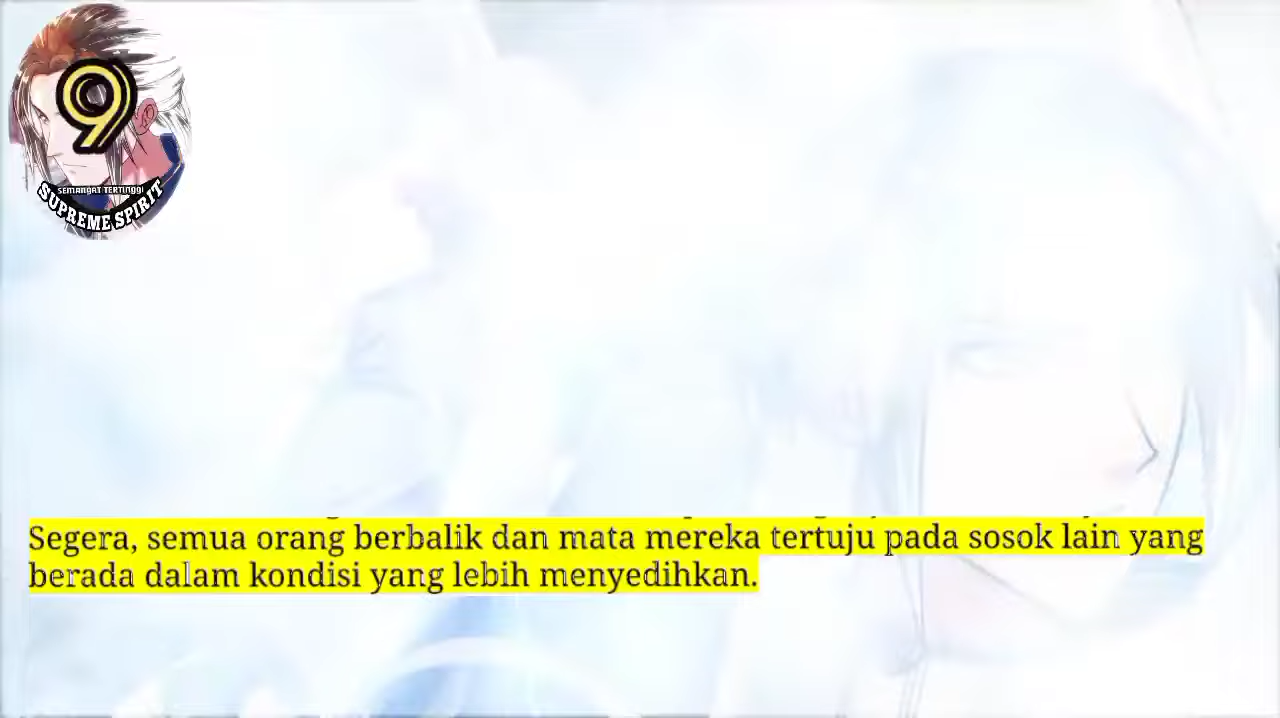 9
SEMANGAT TERTINGGI
SUPREME SPIRIT
Segera, semua orang berbalik dan mata mereka tertuju pada sosok lain yang
berada dalam kondisi yang lebih menyedihkan.